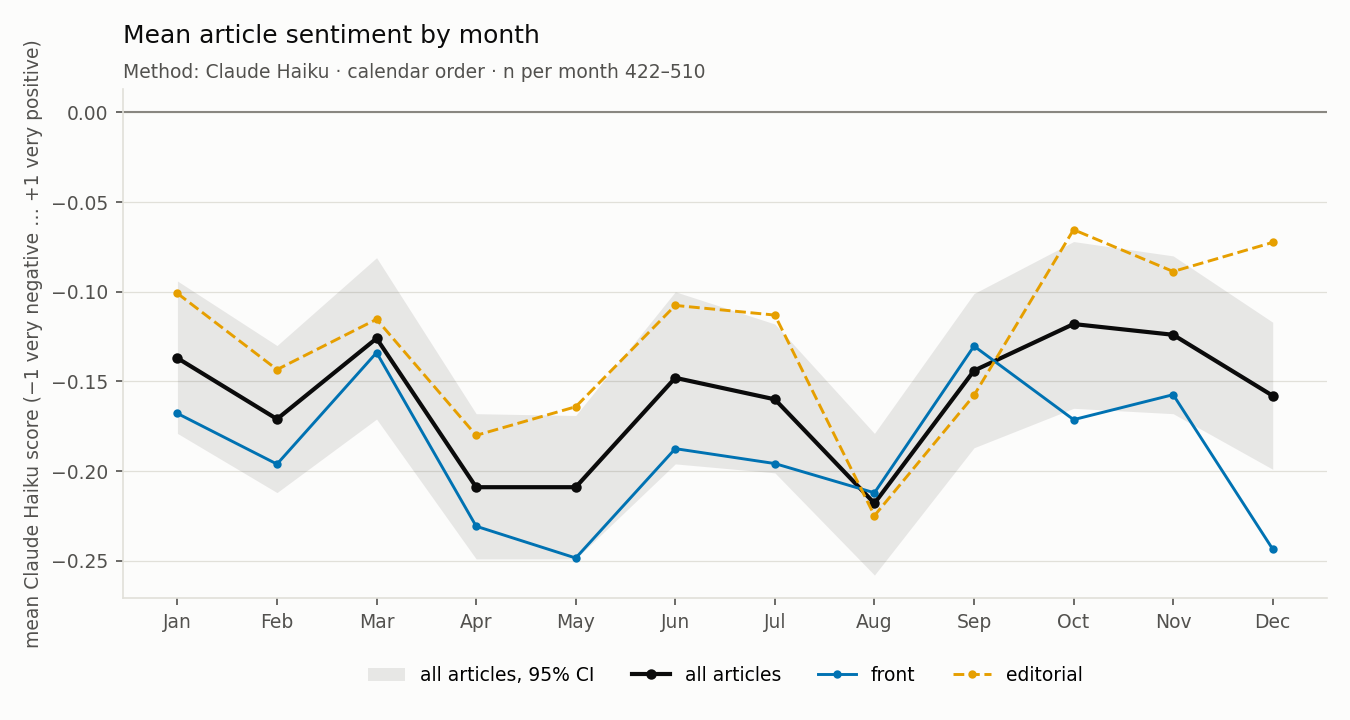 Mean article sentiment by month
Method: Claude Haiku · calendar order · n per month 422–510
mean Claude Haiku score (−1 very negative … +1 very positive)
0.00
−0.05
−0.10
−0.15
−0.20
−0.25
Jan Feb Mar Apr May Jun Jul Aug Sep Oct Nov Dec
all articles, 95% CI all articles front editorial